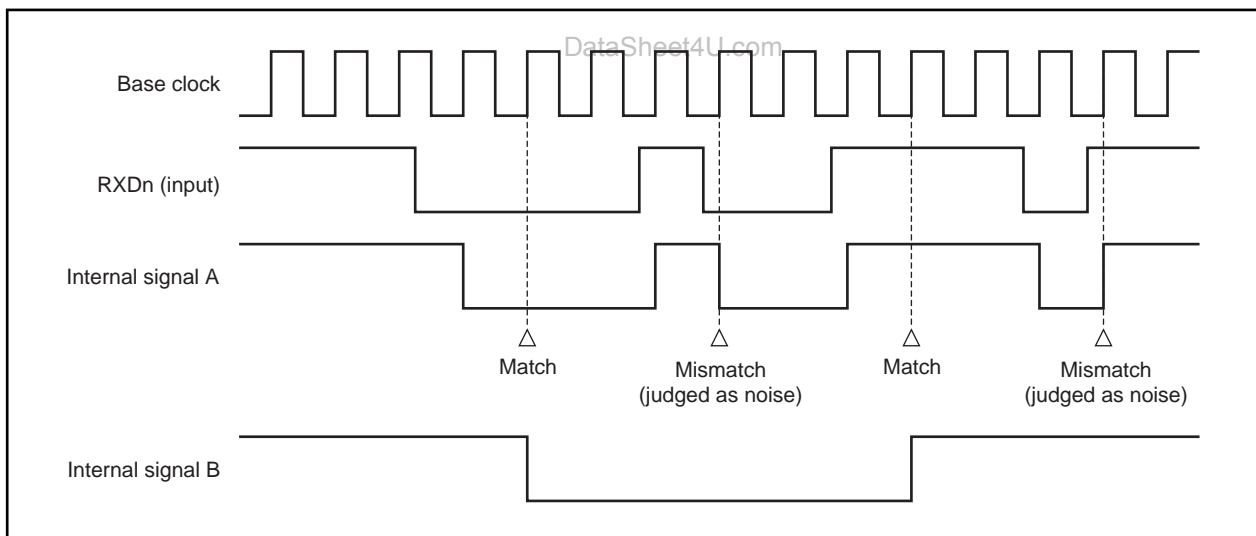 DataSheet4U.com
Base clock
RXDn (input)
Internal signal A
Match
Mismatch
(judged as noise)
Match
Mismatch
(judged as noise)
Internal signal B